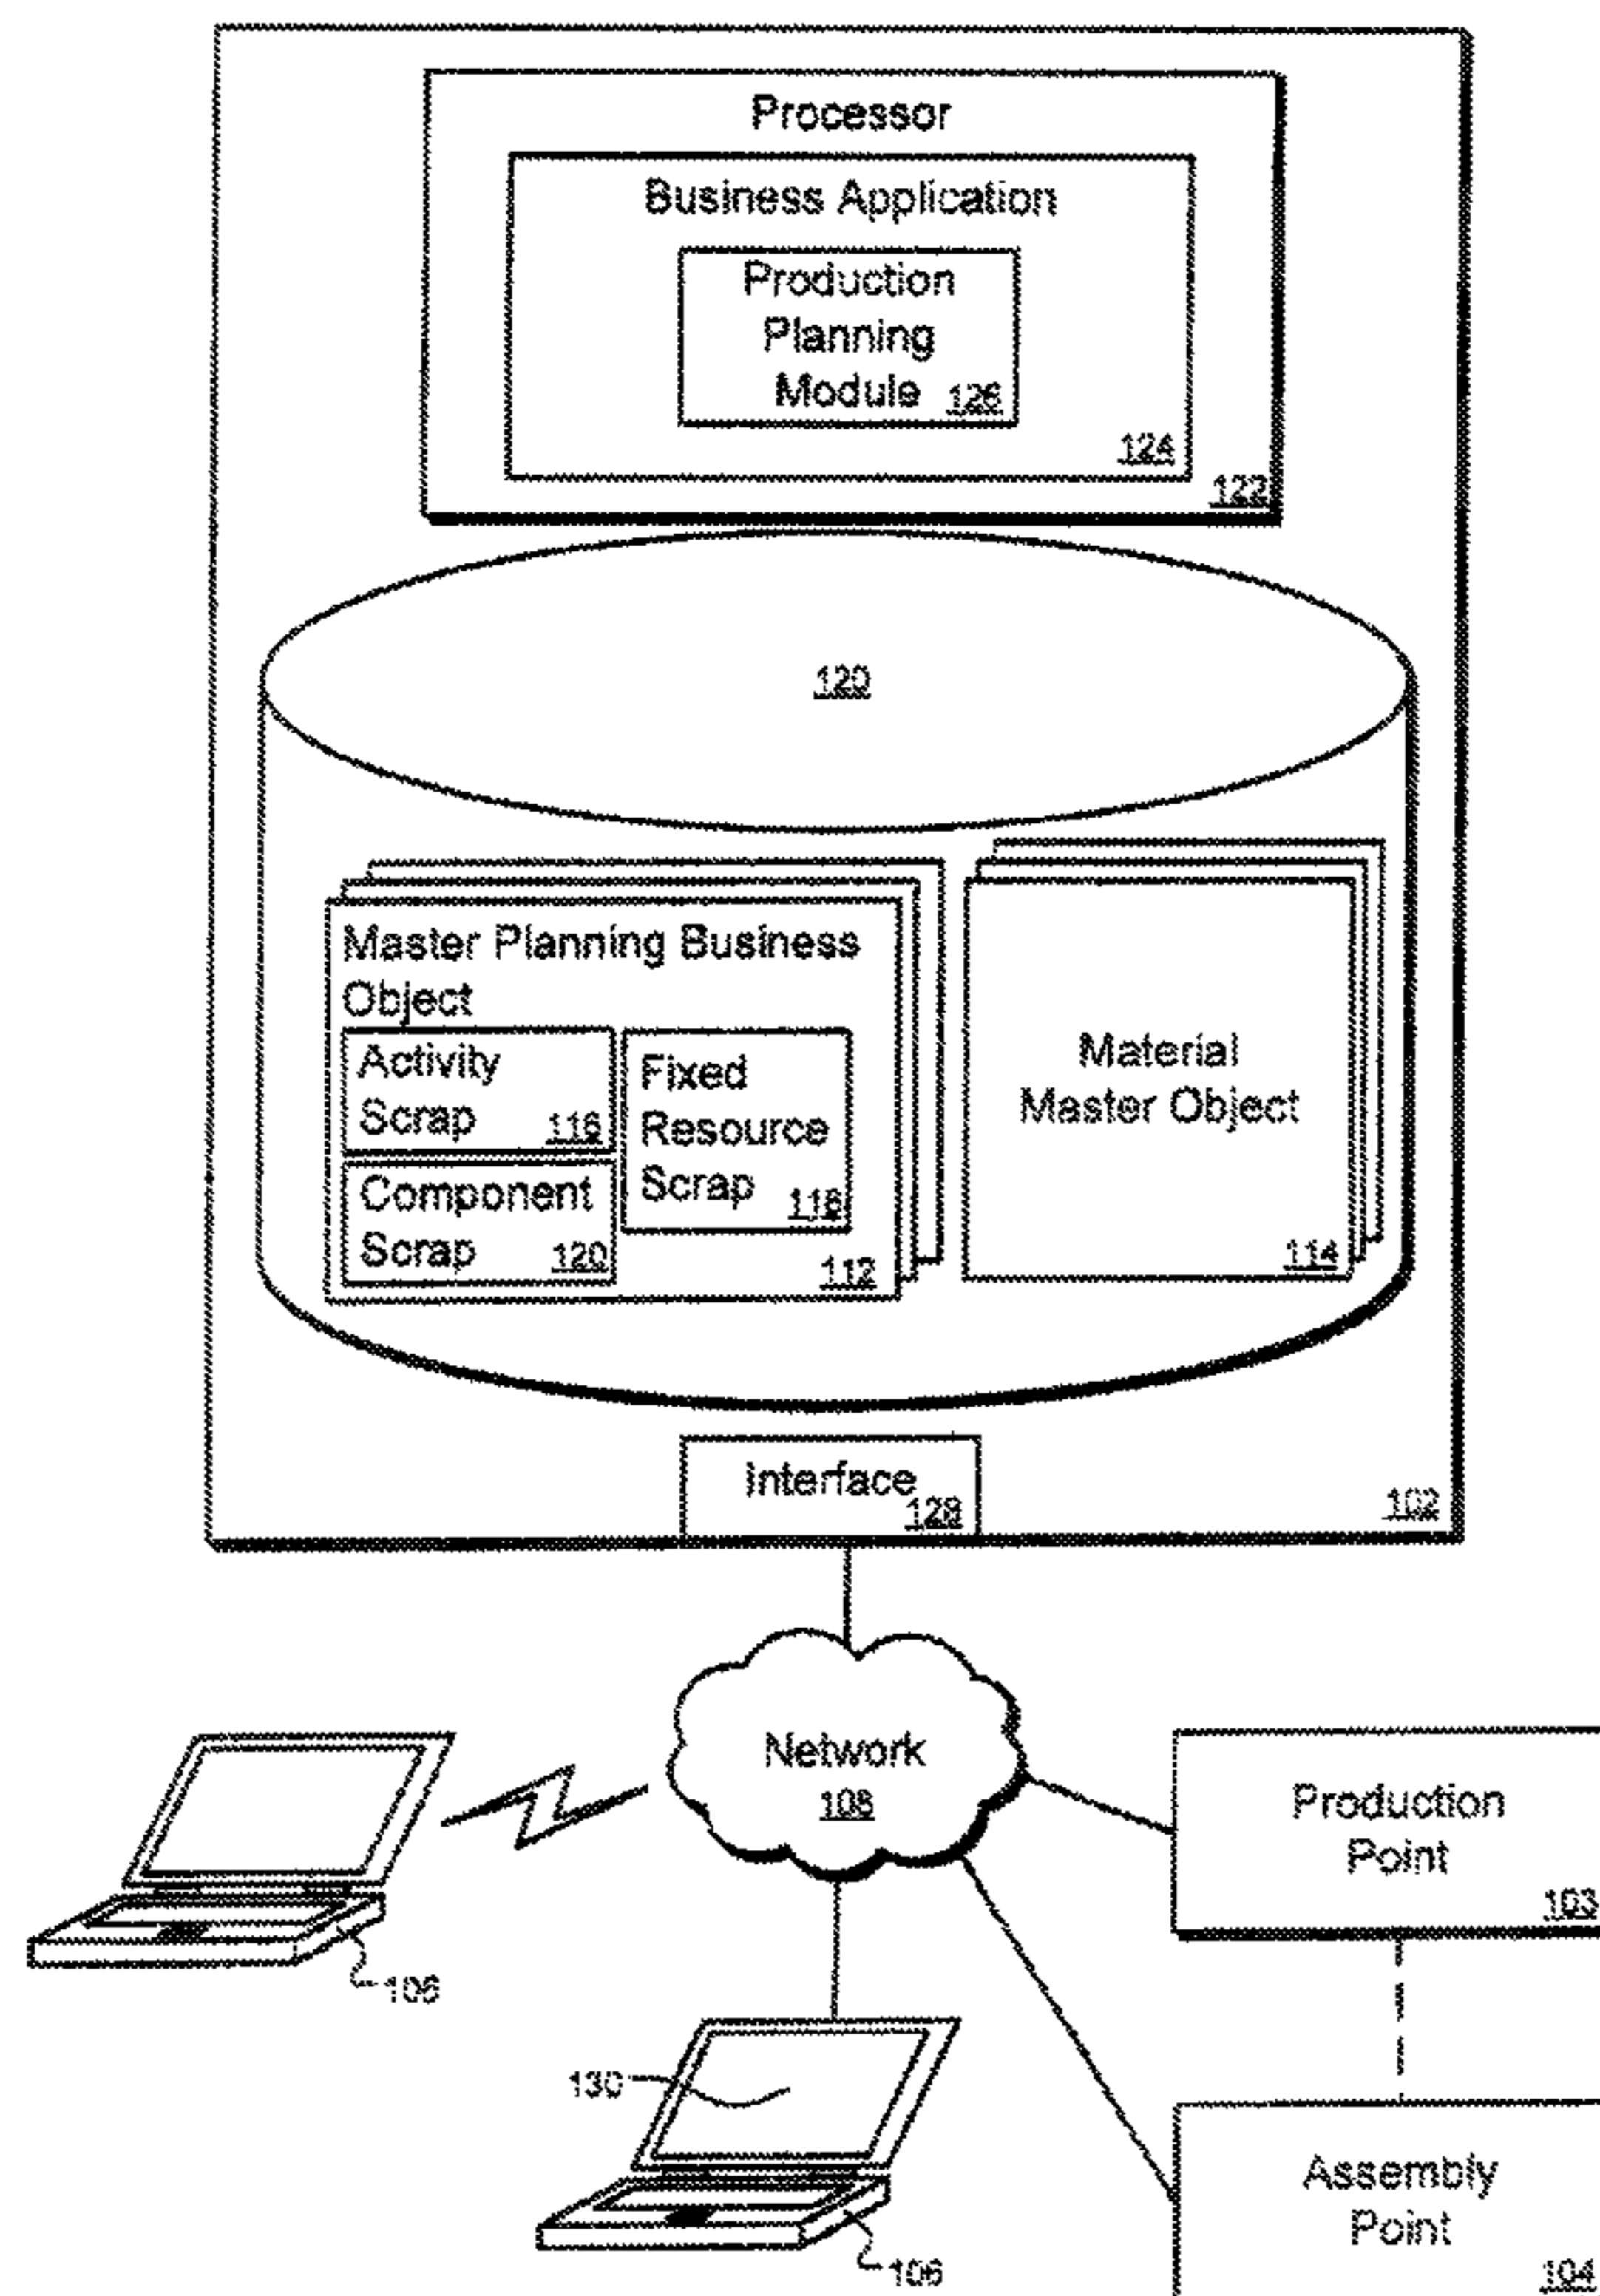 Processor
Business Application
Production
Planning
Module 126
124
122
120
Master Planning Business
Object
Activity
Scrap 116
Fixed
Resource
Scrap 118
Component
Scrap 120
112
Material
Master Object
114
Interface
128
102
Network
108
Production
Point
103
106
130
Assembly
Point
104
106